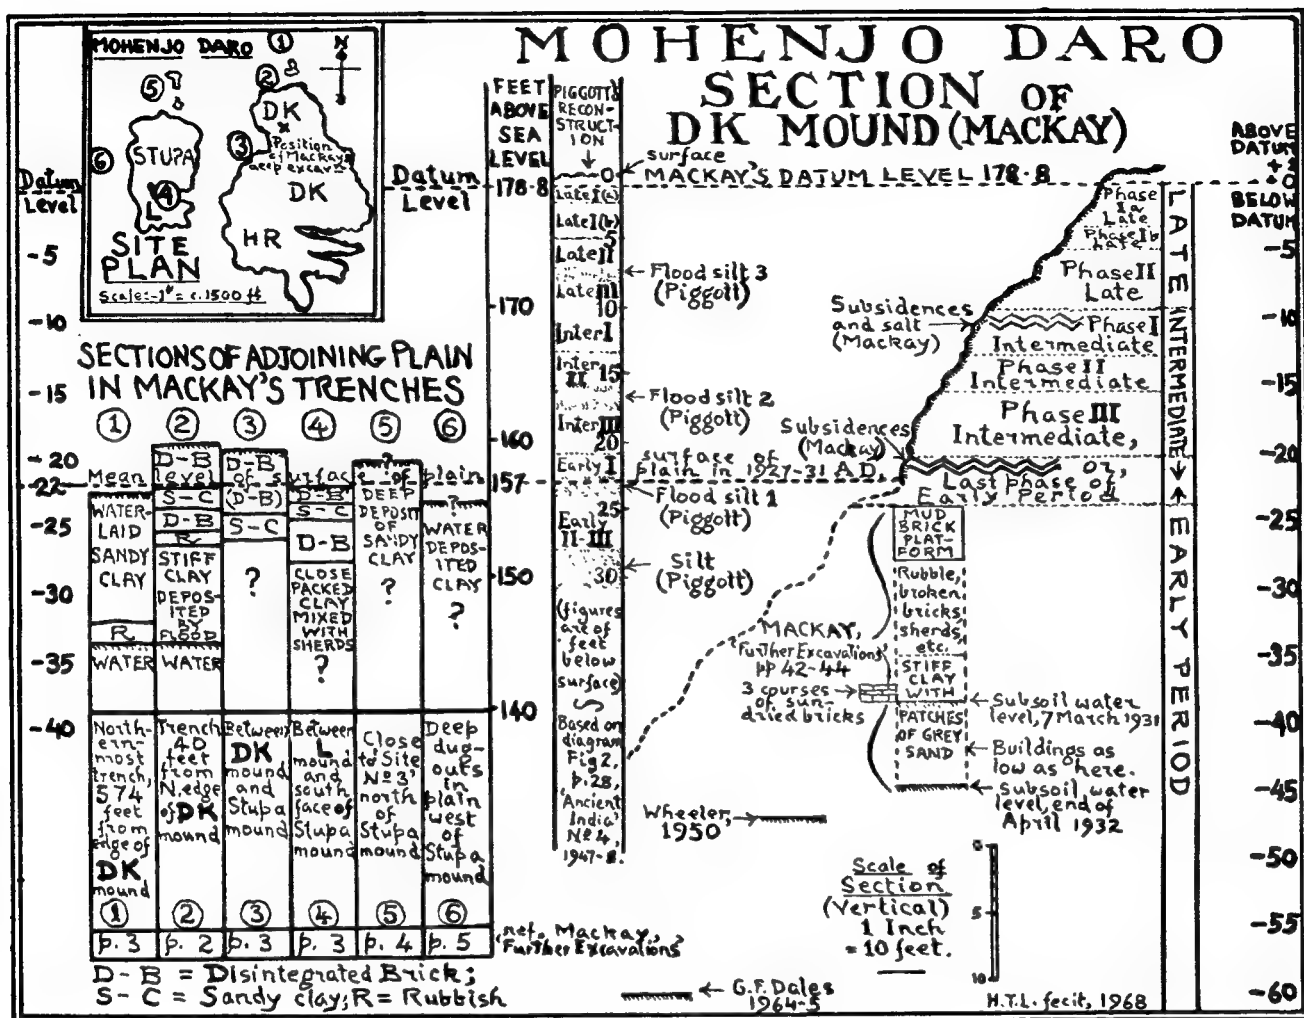 MOHENJO DARO
SECTION OF
DK MOUND (MACKAY)
MOHENJO DARO
①
N
②
⑤
DK
×
Position
of Mackay's
deep excavn
③
⑥
STUPA
④
L
DK
HR
SITE
PLAN
Scale:-1" = c.1500 ft
Datum
Level
-5
-10
-15
-20
-22
-25
-30
-35
-40
Datum
Level
SECTIONS OF ADJOINING PLAIN
IN MACKAY'S TRENCHES
① ② ③ ④ ⑤ ⑥
Mean level of surface of plain
WATER-
LAID
SANDY
CLAY
R
WATER
North-
ern-
most
trench,
574
feet
from
edge of
DK
mound
①
p. 3
D-B
S-C
D-B
R
STIFF
CLAY
DEPOS-
ITED
BY
FLOOD
WATER
Trench
40
feet
from
N. edge
of DK
mound
②
p. 2
D-B
(D-B)
S-C
?
Between
DK
mound
and
Stupa
mound
③
p. 3
D-B
S-C
D-B
CLOSE
PACKED
CLAY
MIXED
WITH
SHERDS
?
Between
L
mound
and
south
face of
Stupa
mound
④
p. 3
?
DEEP
DEPOSIT
OF
SANDY
CLAY
?
Close
to Site
No 3'
north
of
Stupa
mound
⑤
p. 4
?
WATER
DEPOS-
ITED
CLAY
?
Deep
dug-
outs
in
plain
west
of
Stupa
mound
⑥
p. 5
(ref. Mackay,
'Further Excavations')
D-B = Disintegrated Brick;
S-C = Sandy clay; R = Rubbish
FEET
ABOVE
SEA
LEVEL
178·8
170
160
157
150
140
PIGGOTT'S
RECON-
STRUCT-
ION
0
Late I(a)
Late I(b)
5
Late II
Late III
10
Inter I
Inter
II 15
Inter III
20
Early I
25
Early
II-III
30
(figures
are of
feet
below
surface)
Based on
diagram
Fig 2,
p. 28,
'Ancient
India'
No 4,
1947-8.
surface
MACKAY'S DATUM LEVEL 178·8
Flood silt 3
(Piggott)
Flood silt 2
(Piggott)
surface of
plain in 1927-31 A.D.
Flood silt 1
(Piggott)
Silt
(Piggott)
Subsidences
and salt
(Mackay)
Subsidences
(Mackay)
Phase
Ia
Late
Phase Ib
Late
Phase II
Late
Phase I
Intermediate
Phase II
Intermediate
Phase III
Intermediate,
or,
Last phase of
Early Period
MUD
BRICK
PLAT-
FORM
Rubble,
broken
bricks,
sherds,
etc.
STIFF
CLAY
WITH
PATCHES
OF GREY
SAND
MACKAY,
'Further Excavations'
pp 42-44
3 courses
of sun-
dried bricks
Subsoil water
level, 7 March 1931
Buildings as
low as here.
Subsoil water
level, end of
April 1932
Wheeler,
1950
G.F. Dales
1964-5
Scale of
Section
(Vertical)
1 Inch
= 10 feet.
0
5
10
H.T.L. fecit, 1968
LATE
INTERMEDIATE
EARLY PERIOD
ABOVE
DATUM
+2
+0
BELOW
DATUM
-5
-10
-15
-20
-25
-30
-35
-40
-45
-50
-55
-60